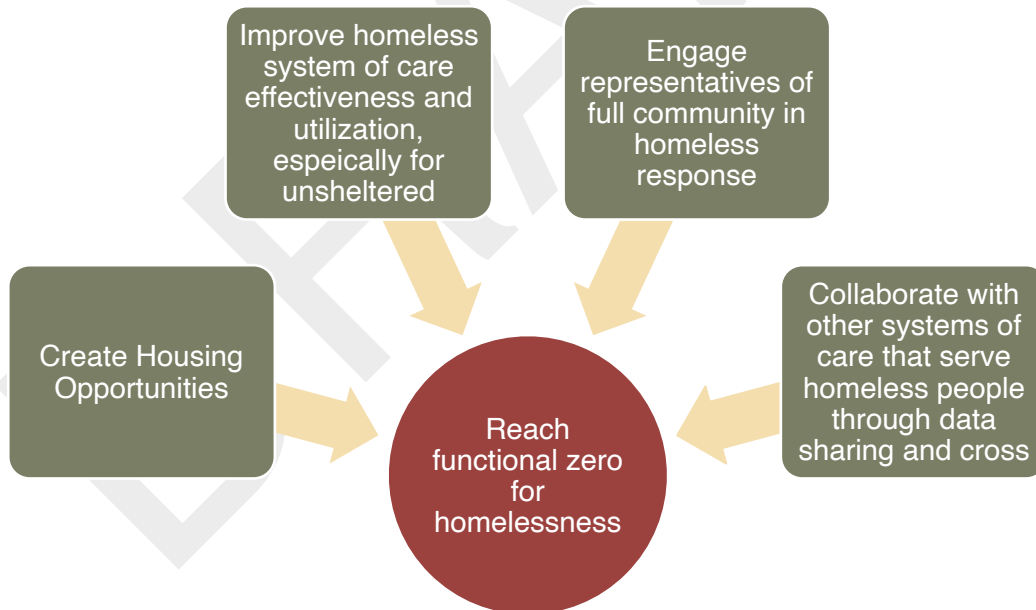 Improve homeless
system of care
effectiveness and
utilization,
espeically for
unsheltered
Engage
representatives of
full community in
homeless
response
Create Housing
Opportunities
Collaborate with
other systems of
care that serve
homeless people
through data
sharing and cross
Reach
functional zero
for
homelessness